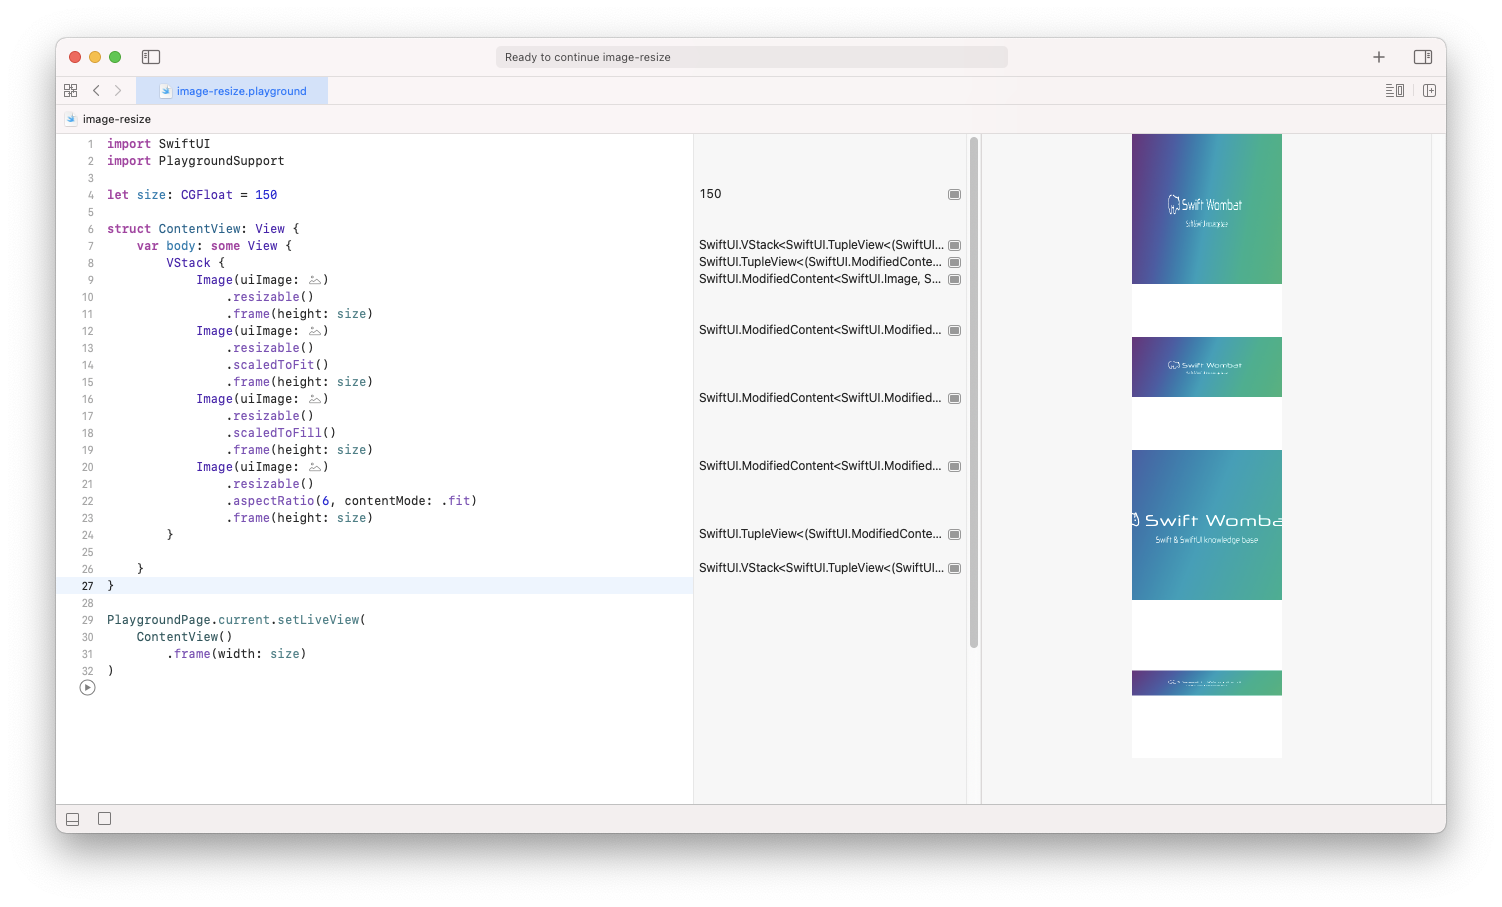 Ready to continue image-resize
image-resize.playground
image-resize
1 import SwiftUI
2 import PlaygroundSupport
3
4 let size: CGFloat = 150
5
6 struct ContentView: View {
7 var body: some View {
8 VStack {
9 Image(uiImage: )
10 .resizable()
11 .frame(height: size)
12 Image(uiImage: )
13 .resizable()
14 .scaledToFit()
15 .frame(height: size)
16 Image(uiImage: )
17 .resizable()
18 .scaledToFill()
19 .frame(height: size)
20 Image(uiImage: )
21 .resizable()
22 .aspectRatio(6, contentMode: .fit)
23 .frame(height: size)
24 }
25
26 }
27 }
28
29 PlaygroundPage.current.setLiveView(
30 ContentView()
31 .frame(width: size)
32 )
150
SwiftUI.VStack<SwiftUI.TupleView<(SwiftUI...
SwiftUI.TupleView<(SwiftUI.ModifiedConte...
SwiftUI.ModifiedContent<SwiftUI.Image, S...
SwiftUI.ModifiedContent<SwiftUI.Modified...
SwiftUI.ModifiedContent<SwiftUI.Modified...
SwiftUI.ModifiedContent<SwiftUI.Modified...
SwiftUI.TupleView<(SwiftUI.ModifiedConte...
SwiftUI.VStack<SwiftUI.TupleView<(SwiftUI...
Swift Wombat
Swift Wombat
Swift Womba
Swift & SwiftUI knowledge base